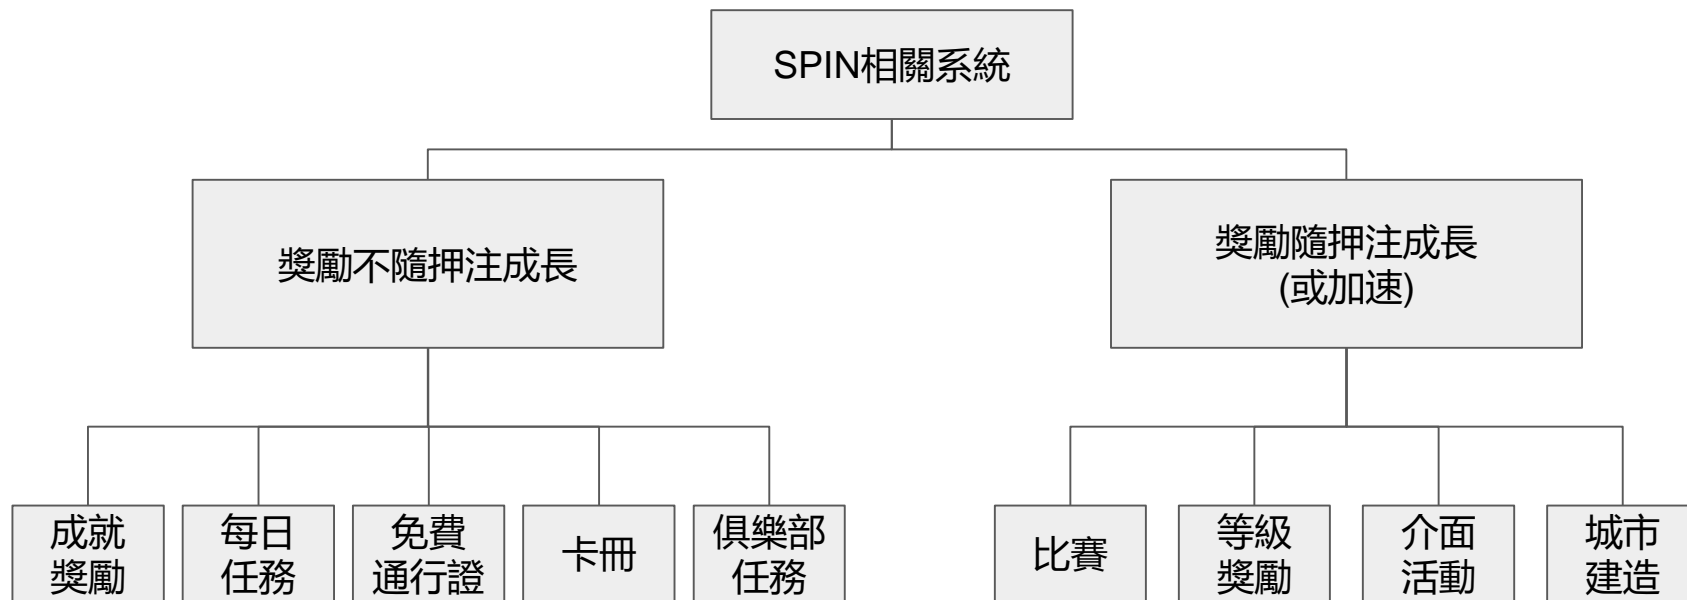 SPIN相關系統
獎勵不隨押注成長
獎勵隨押注成長
(或加速)
成就
獎勵
每日
任務
免費
通行證
卡冊
俱樂部
任務
比賽
等級
獎勵
介面
活動
城市
建造